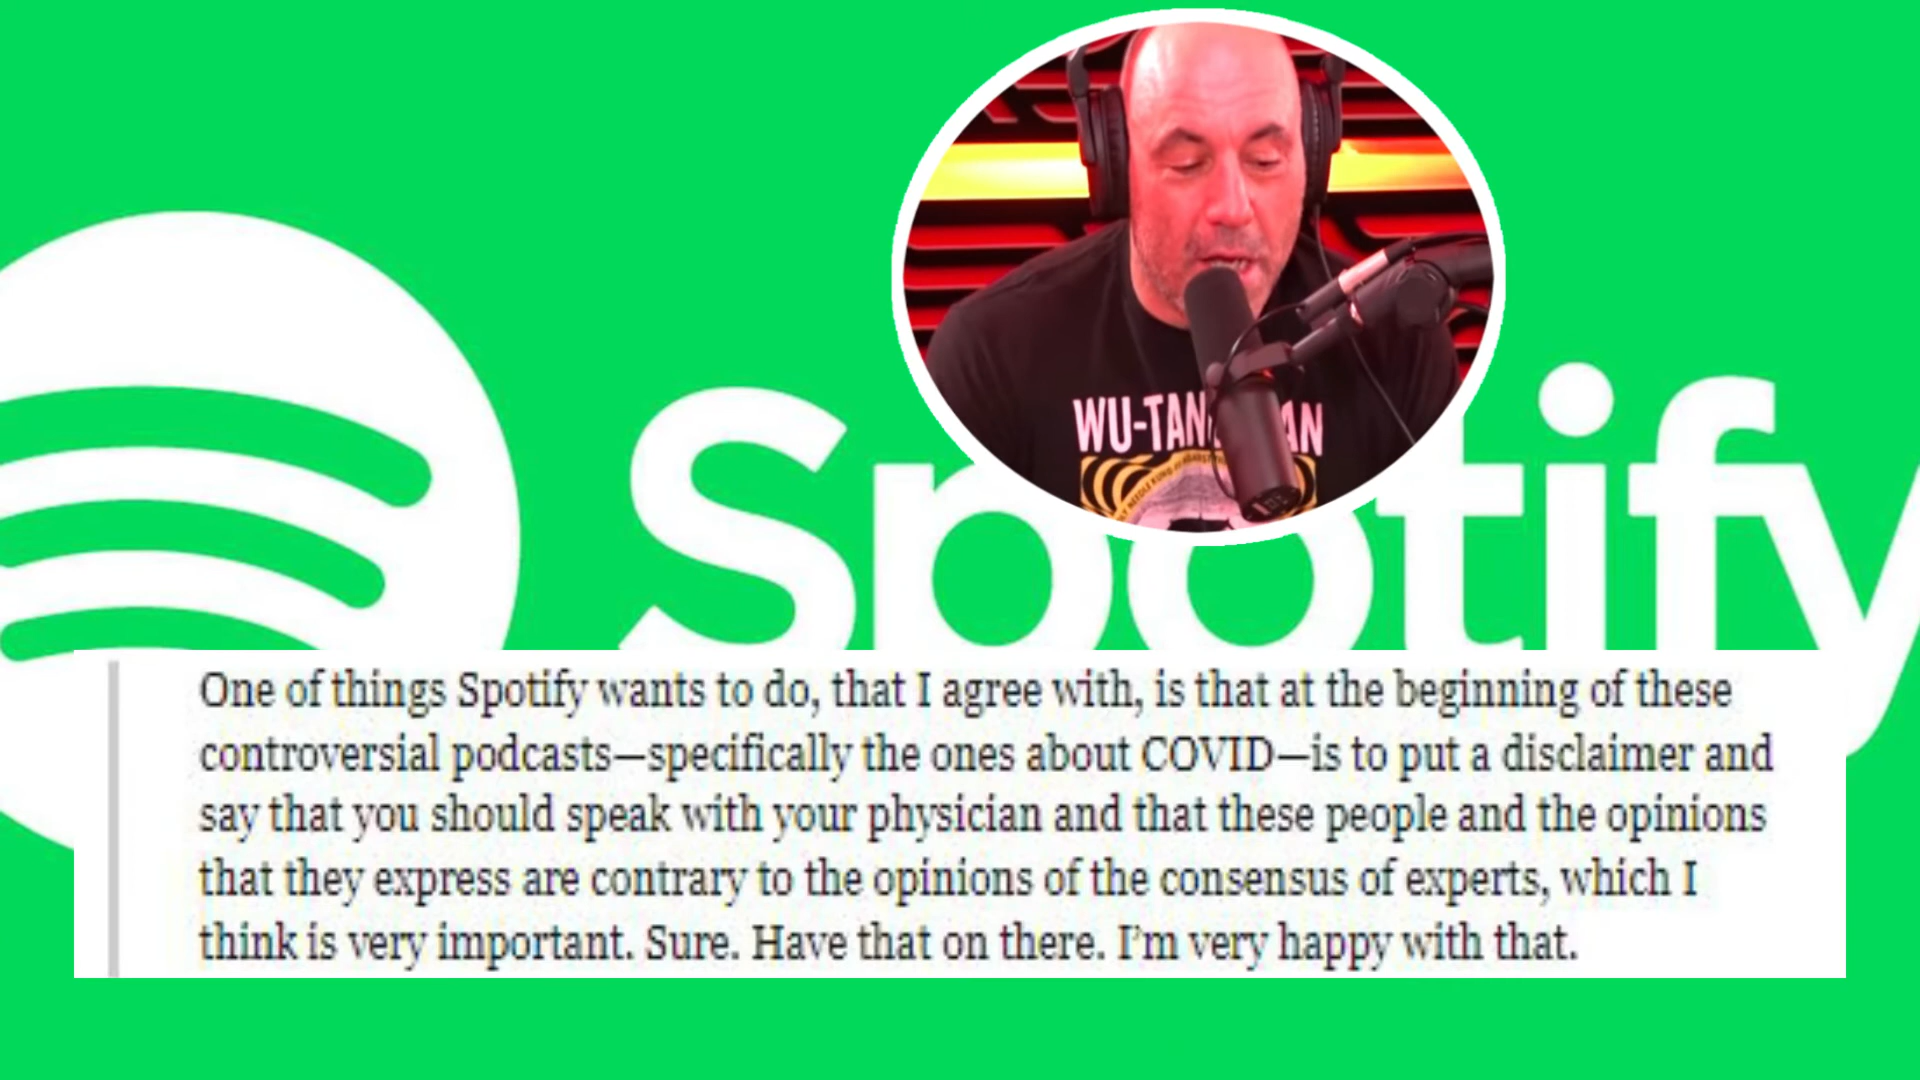 Spotify
WU-TAN AN
One of things Spotify wants to do, that I agree with, is that at the beginning of these
controversial podcasts—specifically the ones about COVID—is to put a disclaimer and
say that you should speak with your physician and that these people and the opinions
that they express are contrary to the opinions of the consensus of experts, which I
think is very important. Sure. Have that on there. I’m very happy with that.